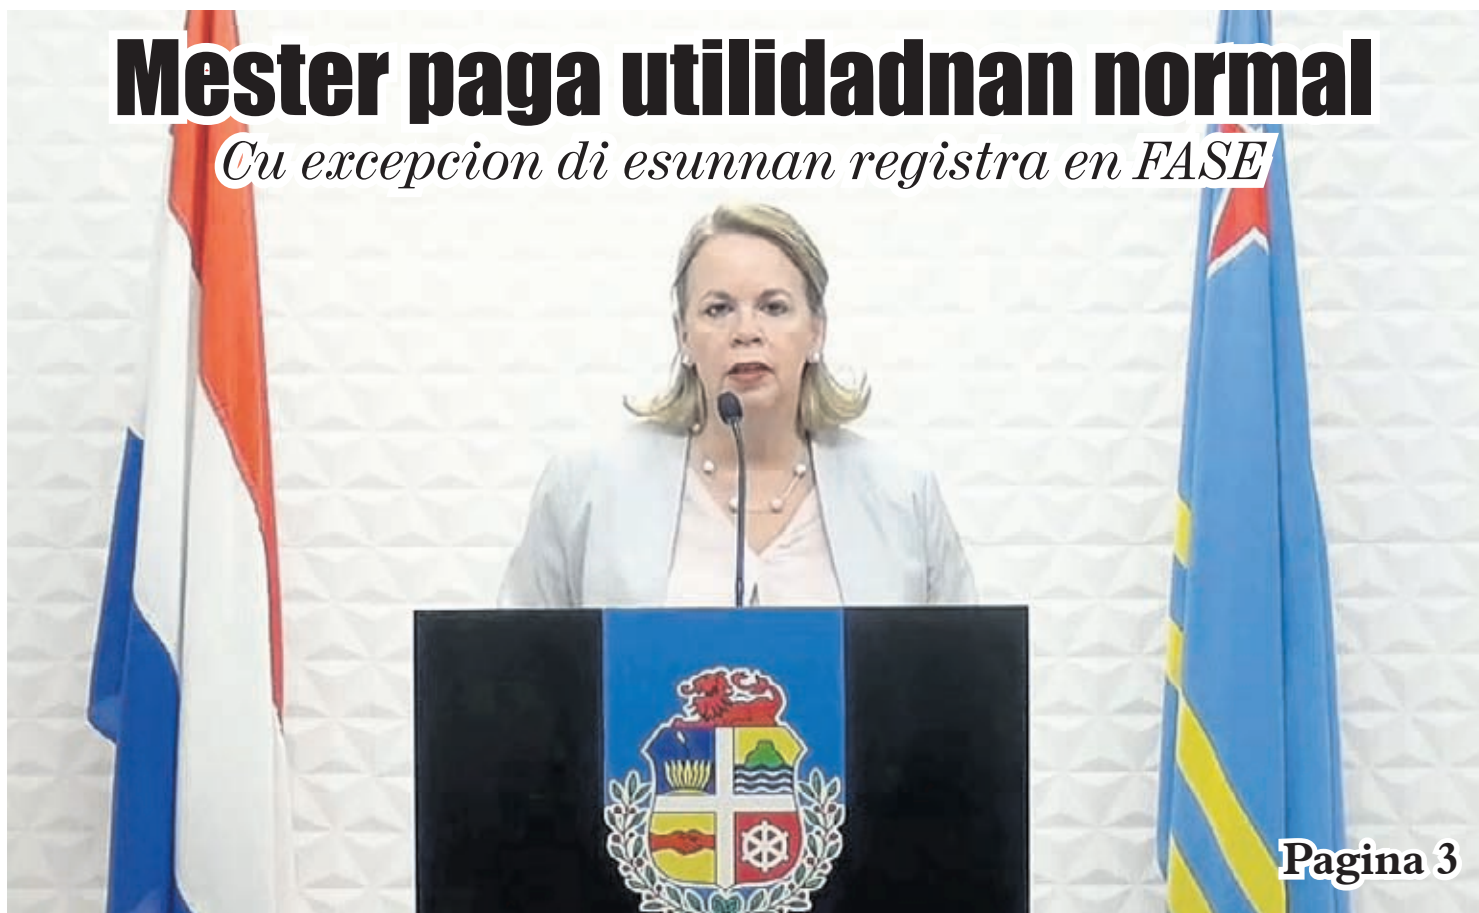 Mester paga utilidadnan normal
Cu excepcion di esunnan registra en FASE
Pagina 3